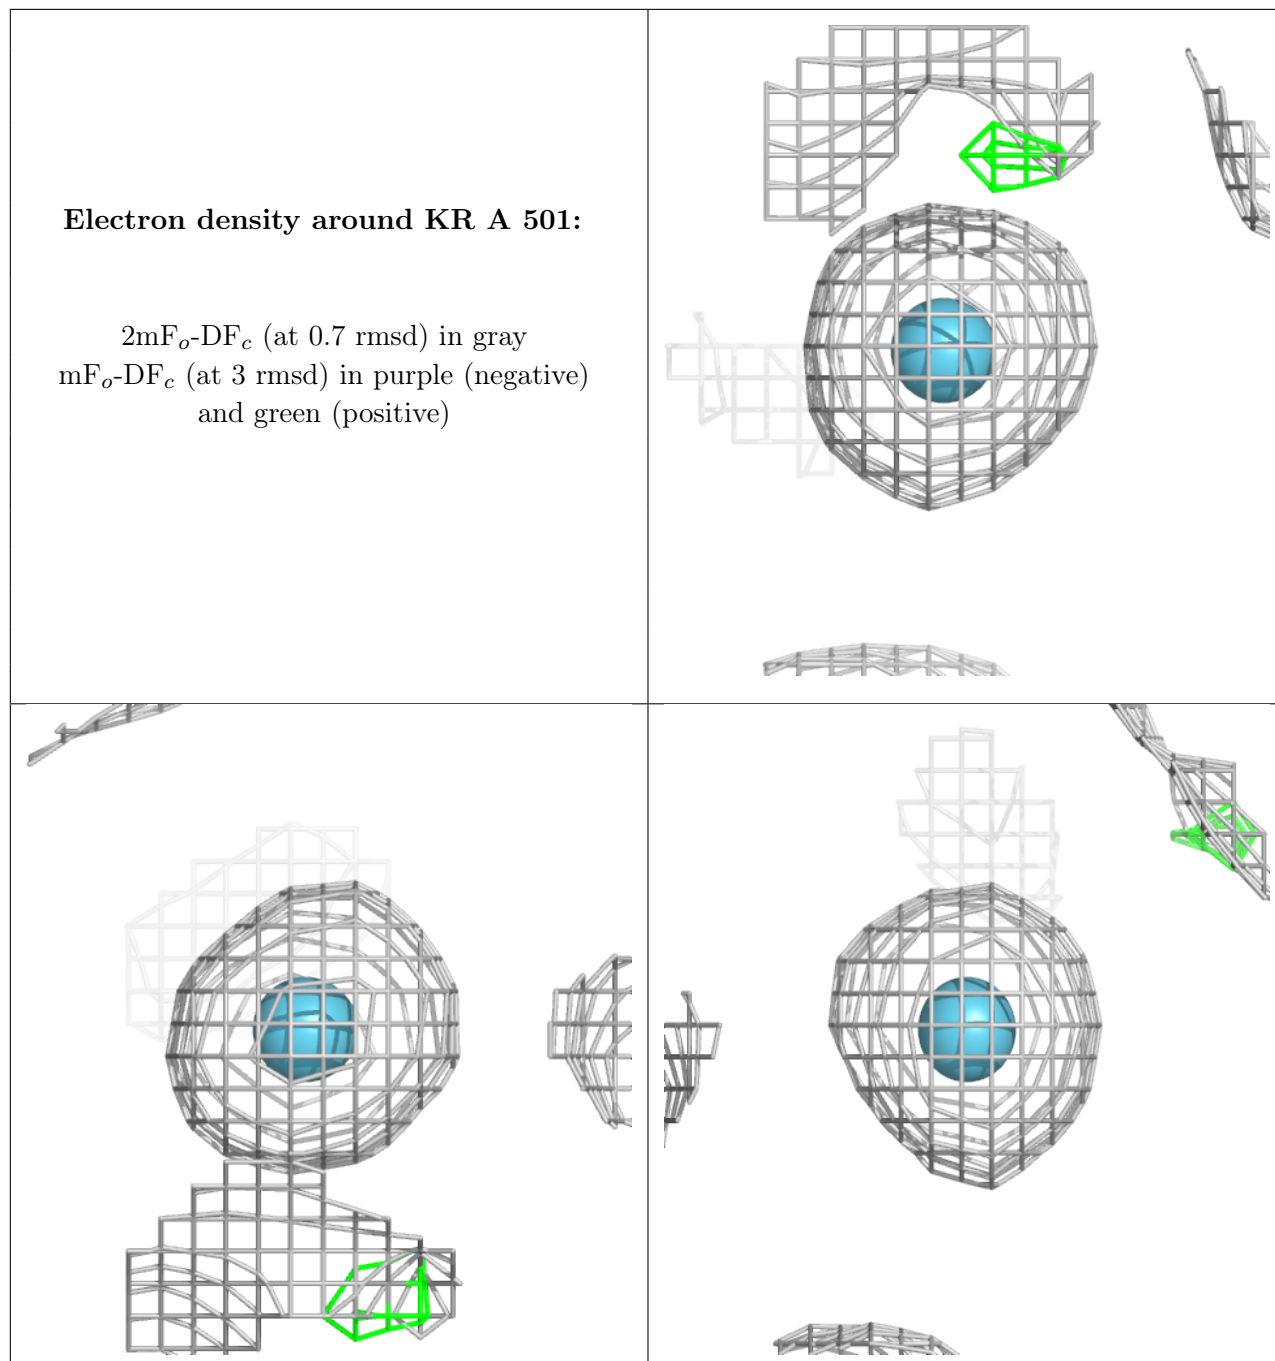 Electron density around KR A 501:
2mFo-DFc (at 0.7 rmsd) in gray
mFo-DFc (at 3 rmsd) in purple (negative)
and green (positive)